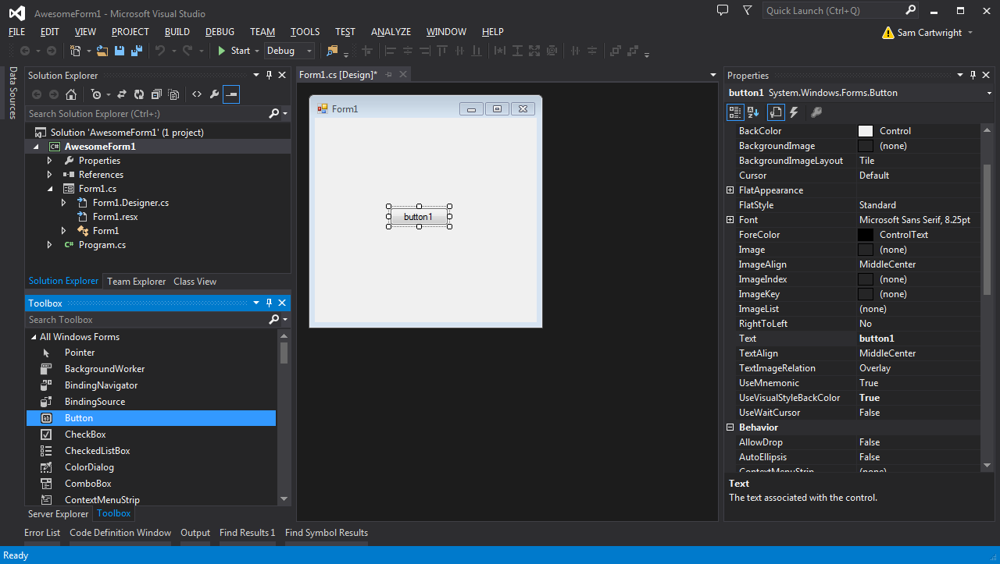 AwesomeForm1 - Microsoft Visual Studio
Quick Launch (Ctrl+Q)
FILE EDIT VIEW PROJECT BUILD DEBUG TEAM TOOLS TEST ANALYZE WINDOW HELP
Sam Cartwright
Start Debug
Data Sources
Solution Explorer
Search Solution Explorer (Ctrl+:)
Solution 'AwesomeForm1' (1 project)
C# AwesomeForm1
Properties
References
Form1.cs
Form1.Designer.cs
Form1.resx
Form1
C# Program.cs
Solution Explorer Team Explorer Class View
Toolbox
Search Toolbox
All Windows Forms
Pointer
BackgroundWorker
BindingNavigator
BindingSource
ab Button
CheckBox
CheckedListBox
ColorDialog
ComboBox
ContextMenuStrip
Server Explorer Toolbox
Form1.cs [Design]*
Form1
button1
Properties
button1 System.Windows.Forms.Button
BackColor Control
BackgroundImage (none)
BackgroundImageLayout Tile
Cursor Default
FlatAppearance
FlatStyle Standard
Font Microsoft Sans Serif, 8.25pt
ForeColor ControlText
Image (none)
ImageAlign MiddleCenter
ImageIndex (none)
ImageKey (none)
ImageList (none)
RightToLeft No
Text button1
TextAlign MiddleCenter
TextImageRelation Overlay
UseMnemonic True
UseVisualStyleBackColor True
UseWaitCursor False
Behavior
AllowDrop False
AutoEllipsis False
ContextMenuStrip (none)
Text
The text associated with the control.
Error List Code Definition Window Output Find Results 1 Find Symbol Results
Ready